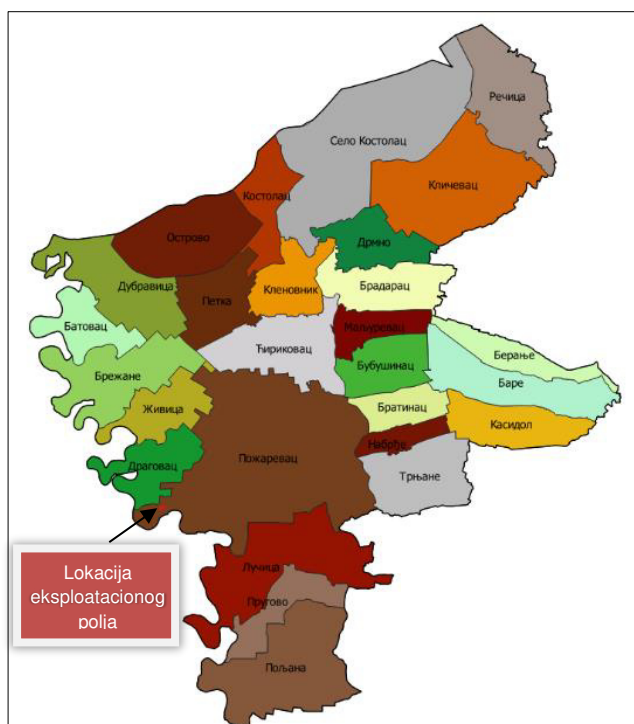 Речица
Село Костолац
Кличевац
Костолац
Острово
Дрмно
Дубравица
Петка
Кленовник
Брадарац
Батовац
Маљуревац
Ћириковац
Берање
Брежане
Бубушинац
Баре
Живица
Братинац
Касидол
Набрђе
Драговац
Пожаревац
Трњане
Lokacija
eksploatacionog
polja
Лучица
Пругово
Пољана